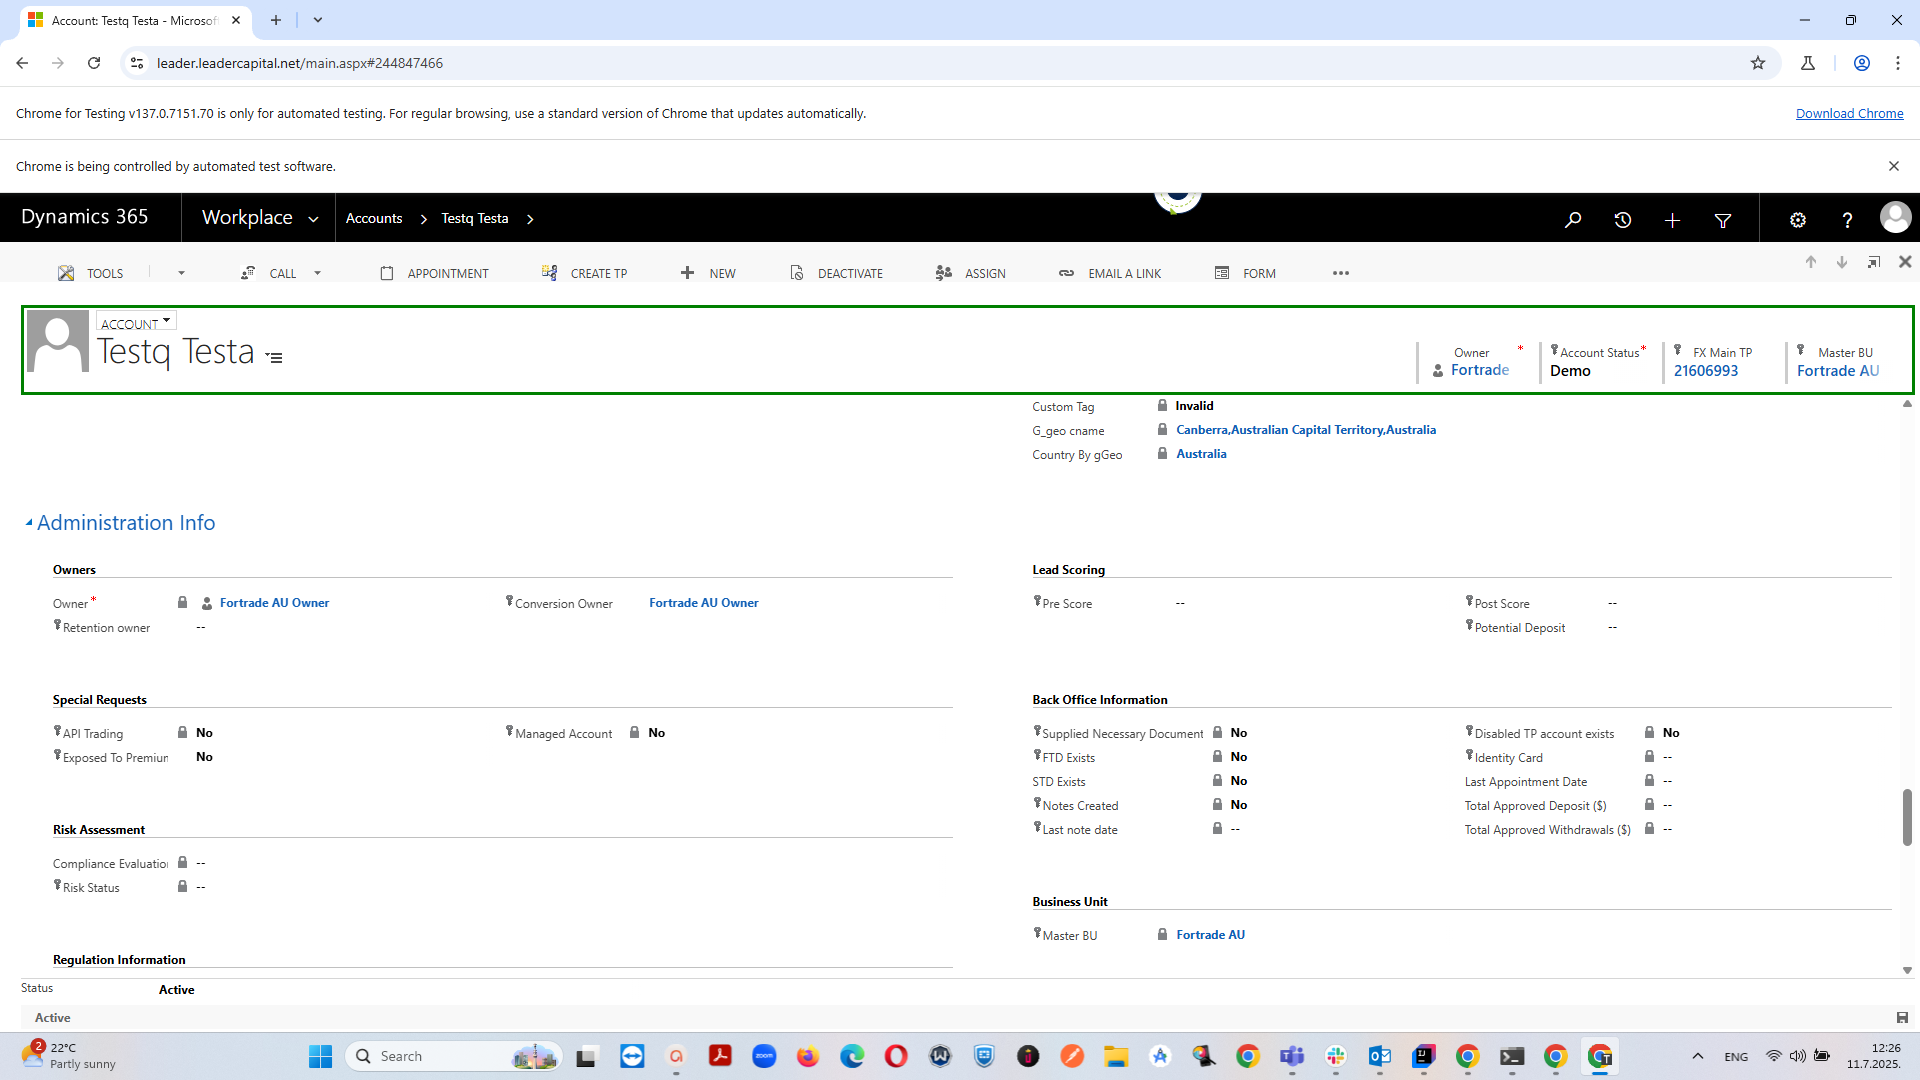 Account: Testq Testa - Microsof
leader.leadercapital.net/main.aspx#244847466
Chrome for Testing v137.0.7151.70 is only for automated testing. For regular browsing, use a standard version of Chrome that updates automatically.
Download Chrome
Chrome is being controlled by automated test software.
Dynamics 365
Workplace
Accounts
Testq Testa
TOOLS
CALL
APPOINTMENT
CREATE TP
NEW
DEACTIVATE
ASSIGN
EMAIL A LINK
FORM
ACCOUNT
Testq Testa
Owner *
Fortrade
Account Status *
Demo
FX Main TP
21606993
Master BU
Fortrade AU
Custom Tag Invalid
G_geo cname Canberra,Australian Capital Territory,Australia
Country By gGeo Australia
Administration Info
Owners
Owner * Fortrade AU Owner
Conversion Owner Fortrade AU Owner
Retention owner --
Lead Scoring
Pre Score --
Post Score --
Potential Deposit --
Special Requests
API Trading No
Managed Account No
Exposed To Premiur No
Back Office Information
Supplied Necessary Document No
Disabled TP account exists No
FTD Exists No
Identity Card --
STD Exists No
Last Appointment Date --
Notes Created No
Total Approved Deposit ($) --
Last note date --
Total Approved Withdrawals ($) --
Risk Assessment
Compliance Evaluatio --
Risk Status --
Business Unit
Master BU Fortrade AU
Regulation Information
Status Active
Active
2
22°C
Partly sunny
Search
zoom
ENG
12:26
11.7.2025.